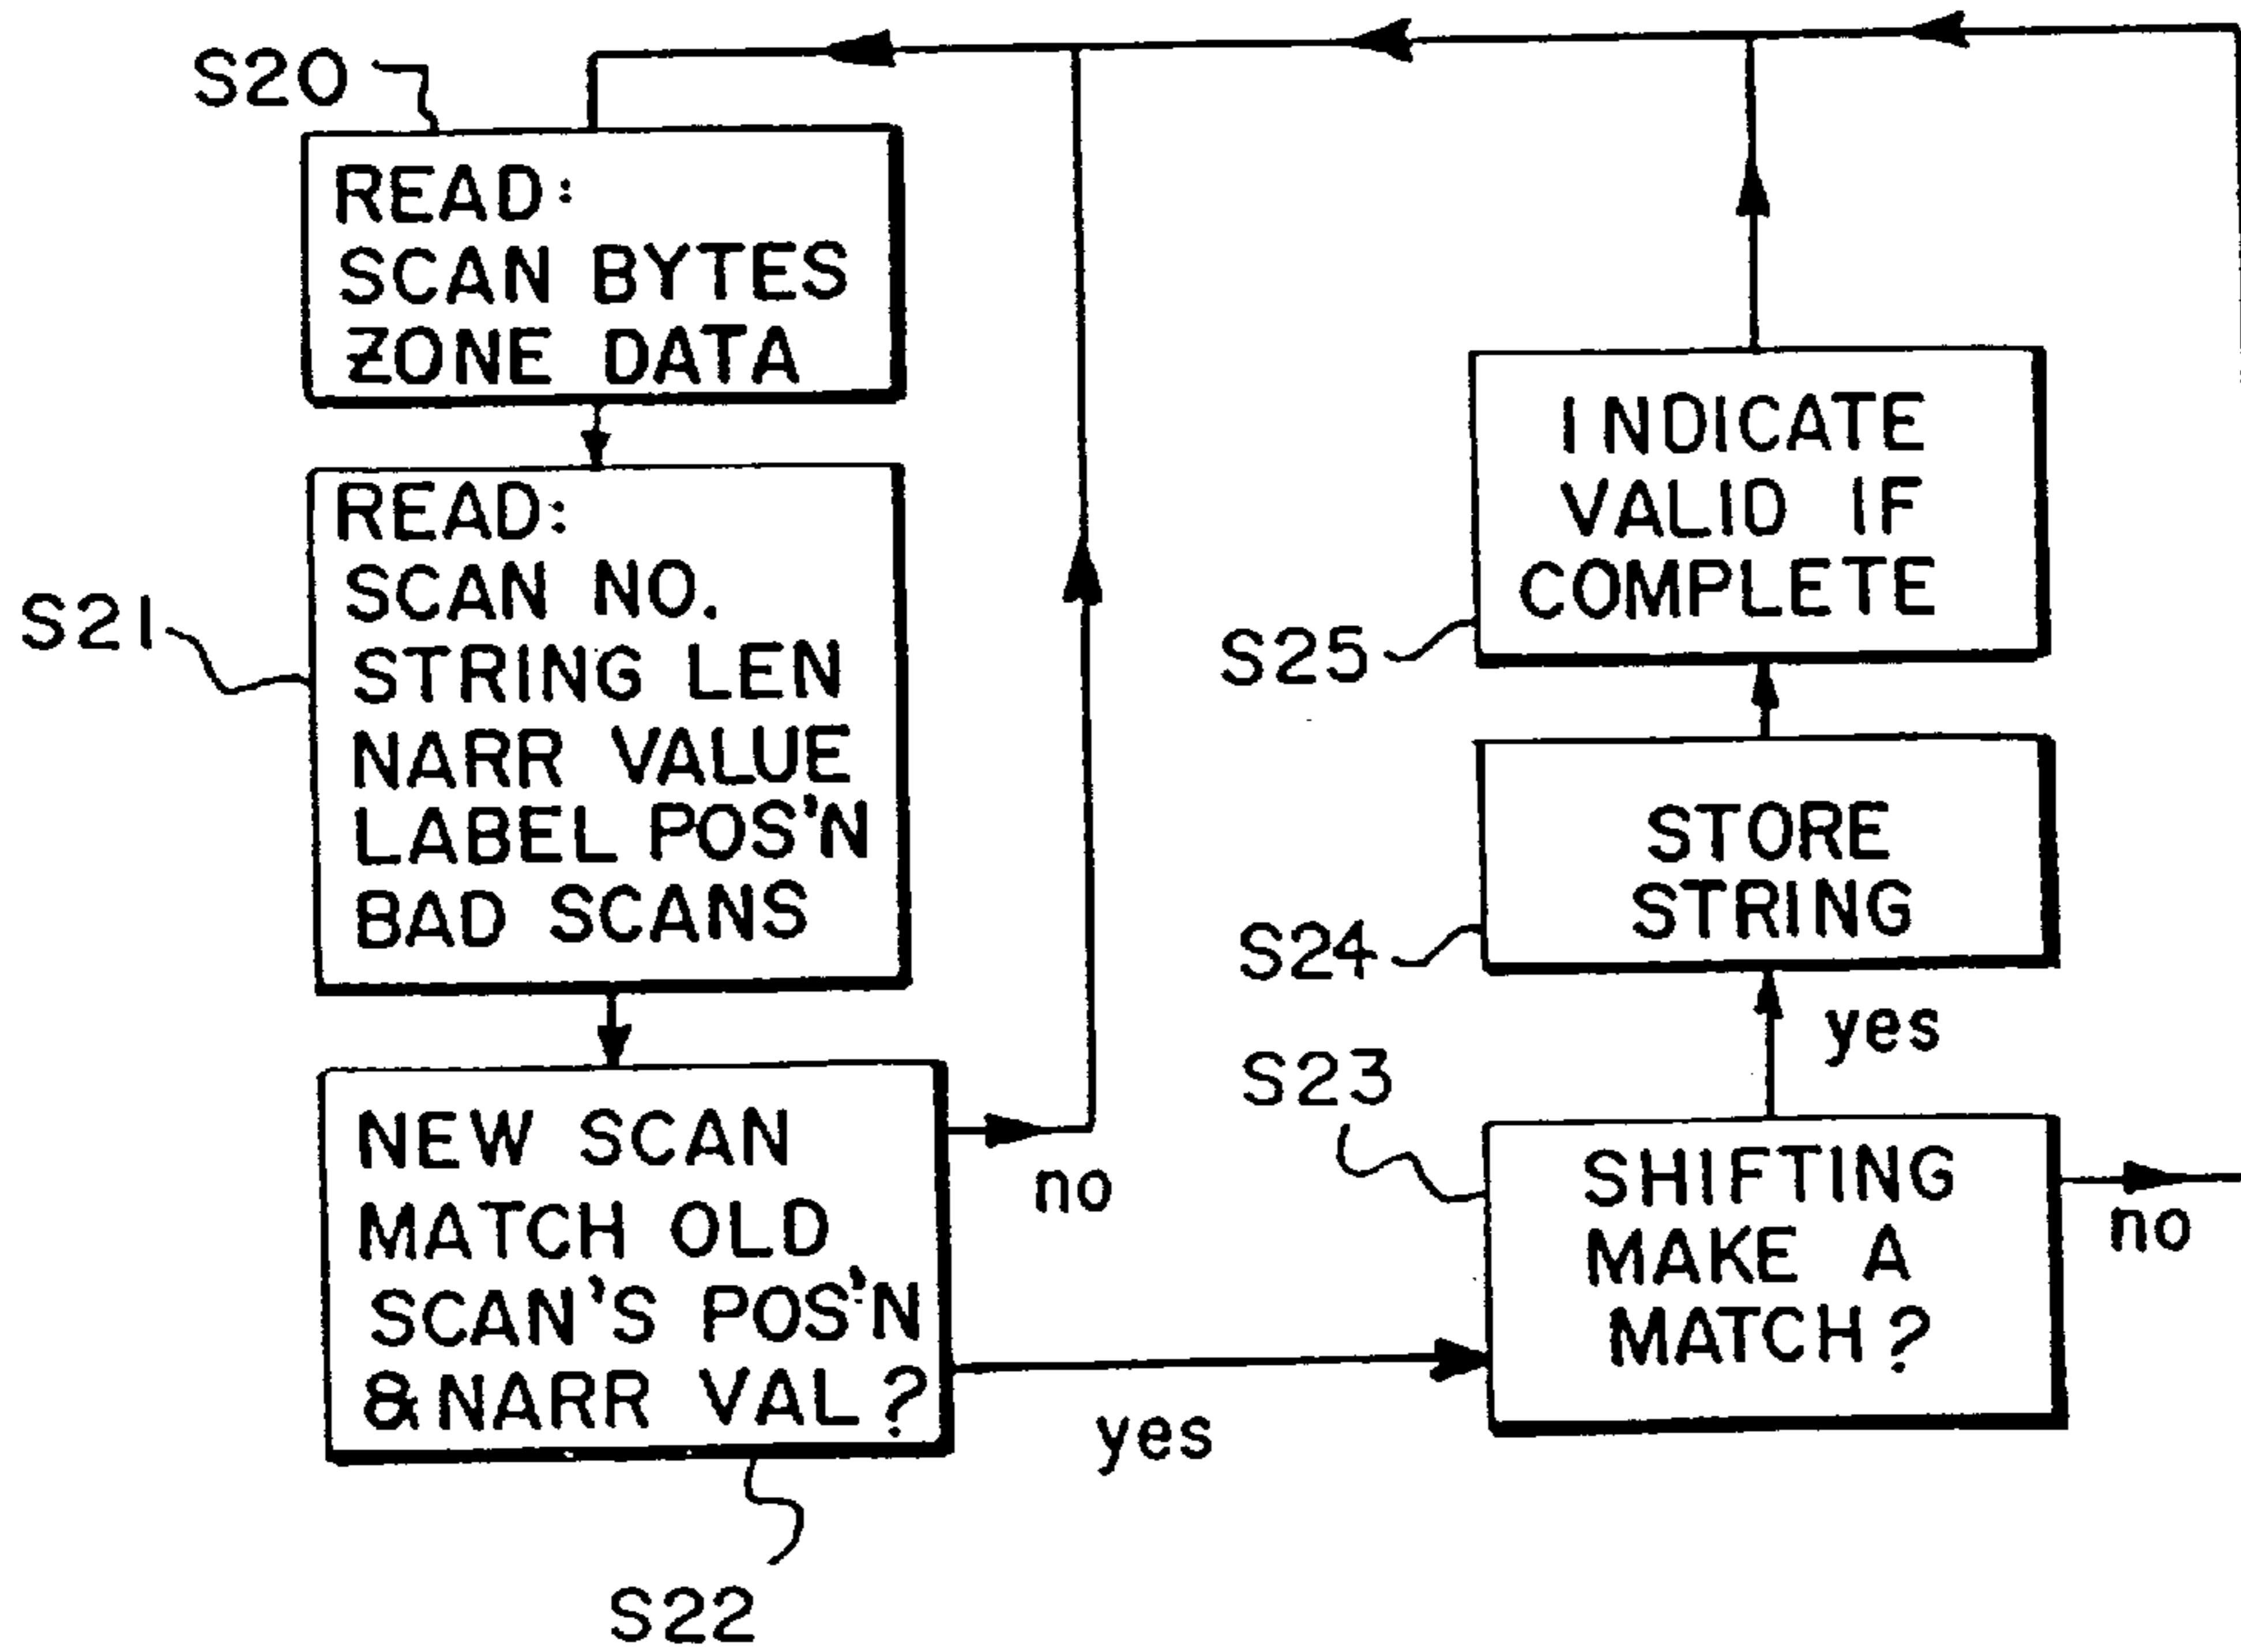 S20
READ:
SCAN BYTES
ZONE DATA
S21
READ:
SCAN NO.
STRING LEN
NARR VALUE
LABEL POS'N
BAD SCANS
NEW SCAN
MATCH OLD
SCAN'S POS'N
& NARR VAL?
S22
no
yes
S23
SHIFTING
MAKE A
MATCH?
no
yes
S24
STORE
STRING
S25
INDICATE
VALID IF
COMPLETE